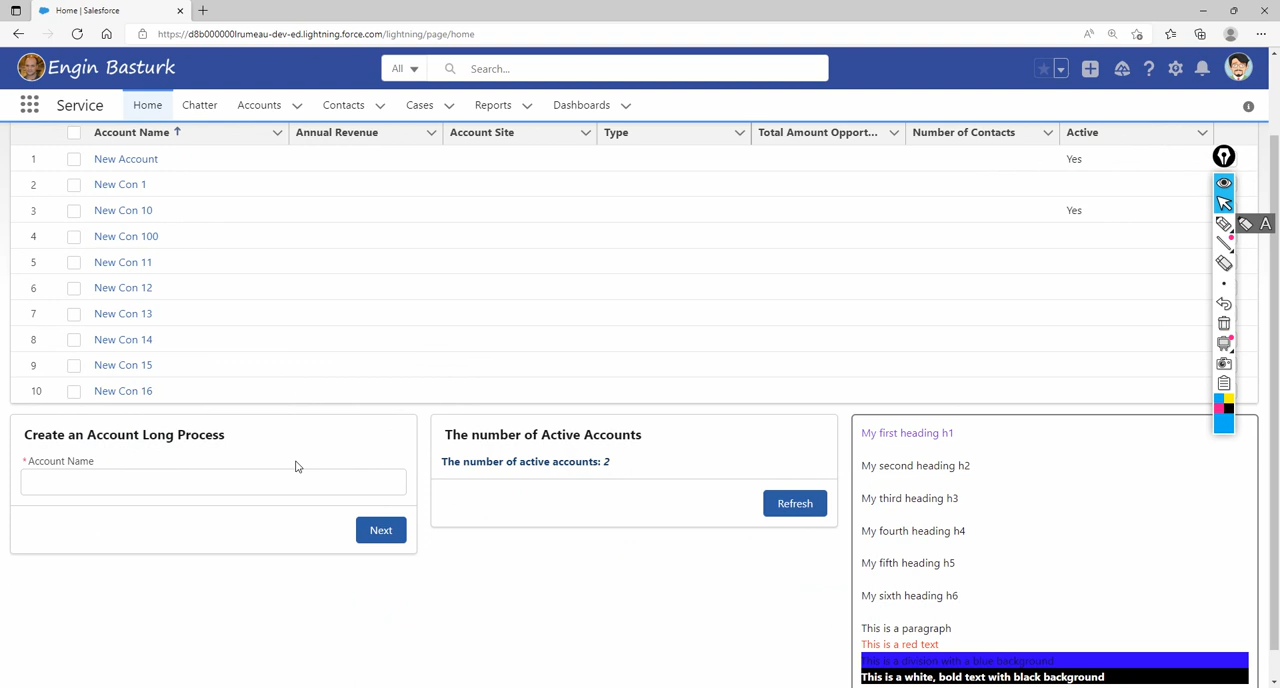 Home | Salesforce
https://d8b000000lrumeau-dev-ed.lightning.force.com/lightning/page/home
Engin Basturk
All
Search...
Service
Home
Chatter
Accounts
Contacts
Cases
Reports
Dashboards
Account Name
Annual Revenue
Account Site
Type
Total Amount Opport...
Number of Contacts
Active
1 New Account Yes
2 New Con 1
3 New Con 10 Yes
4 New Con 100
5 New Con 11
6 New Con 12
7 New Con 13
8 New Con 14
9 New Con 15
10 New Con 16
A
Create an Account Long Process
*Account Name
Next
The number of Active Accounts
The number of active accounts: 2
Refresh
My first heading h1
My second heading h2
My third heading h3
My fourth heading h4
My fifth heading h5
My sixth heading h6
This is a paragraph
This is a red text
This is a division with a blue background
This is a white, bold text with black background